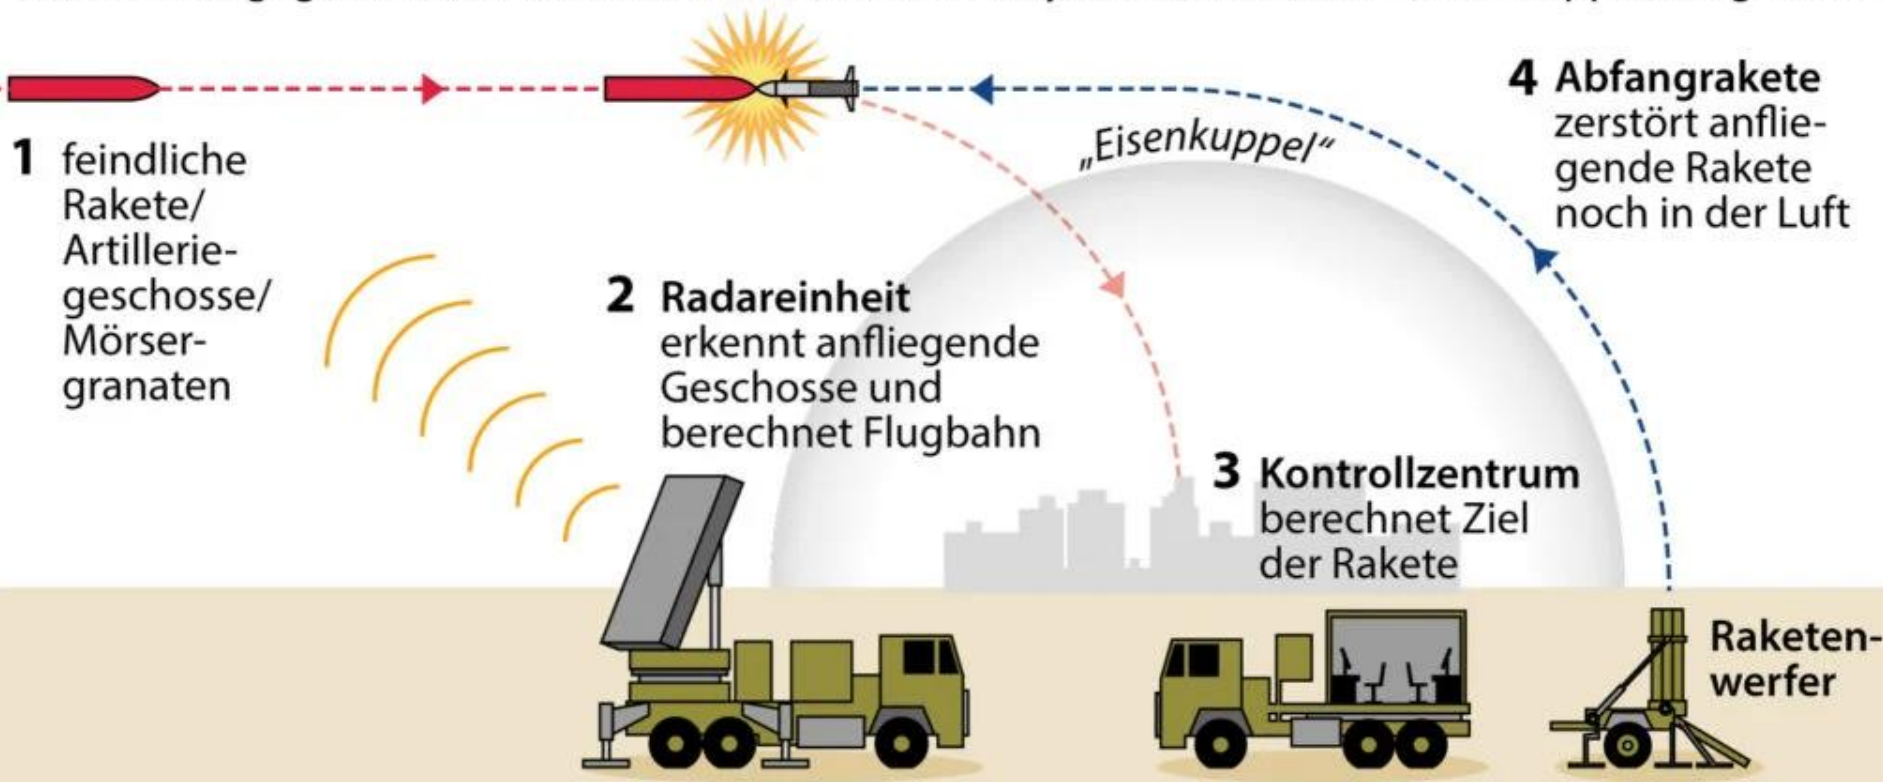 1 feindliche
Rakete/
Artillerie-
geschosse/
Mörser-
granaten
2 Radareinheit
erkennt anfliegende
Geschosse und
berechnet Flugbahn
„Eisenkuppel“
3 Kontrollzentrum
berechnet Ziel
der Rakete
4 Abfangrakete
zerstört anflie-
gende Rakete
noch in der Luft
Raketen-
werfer